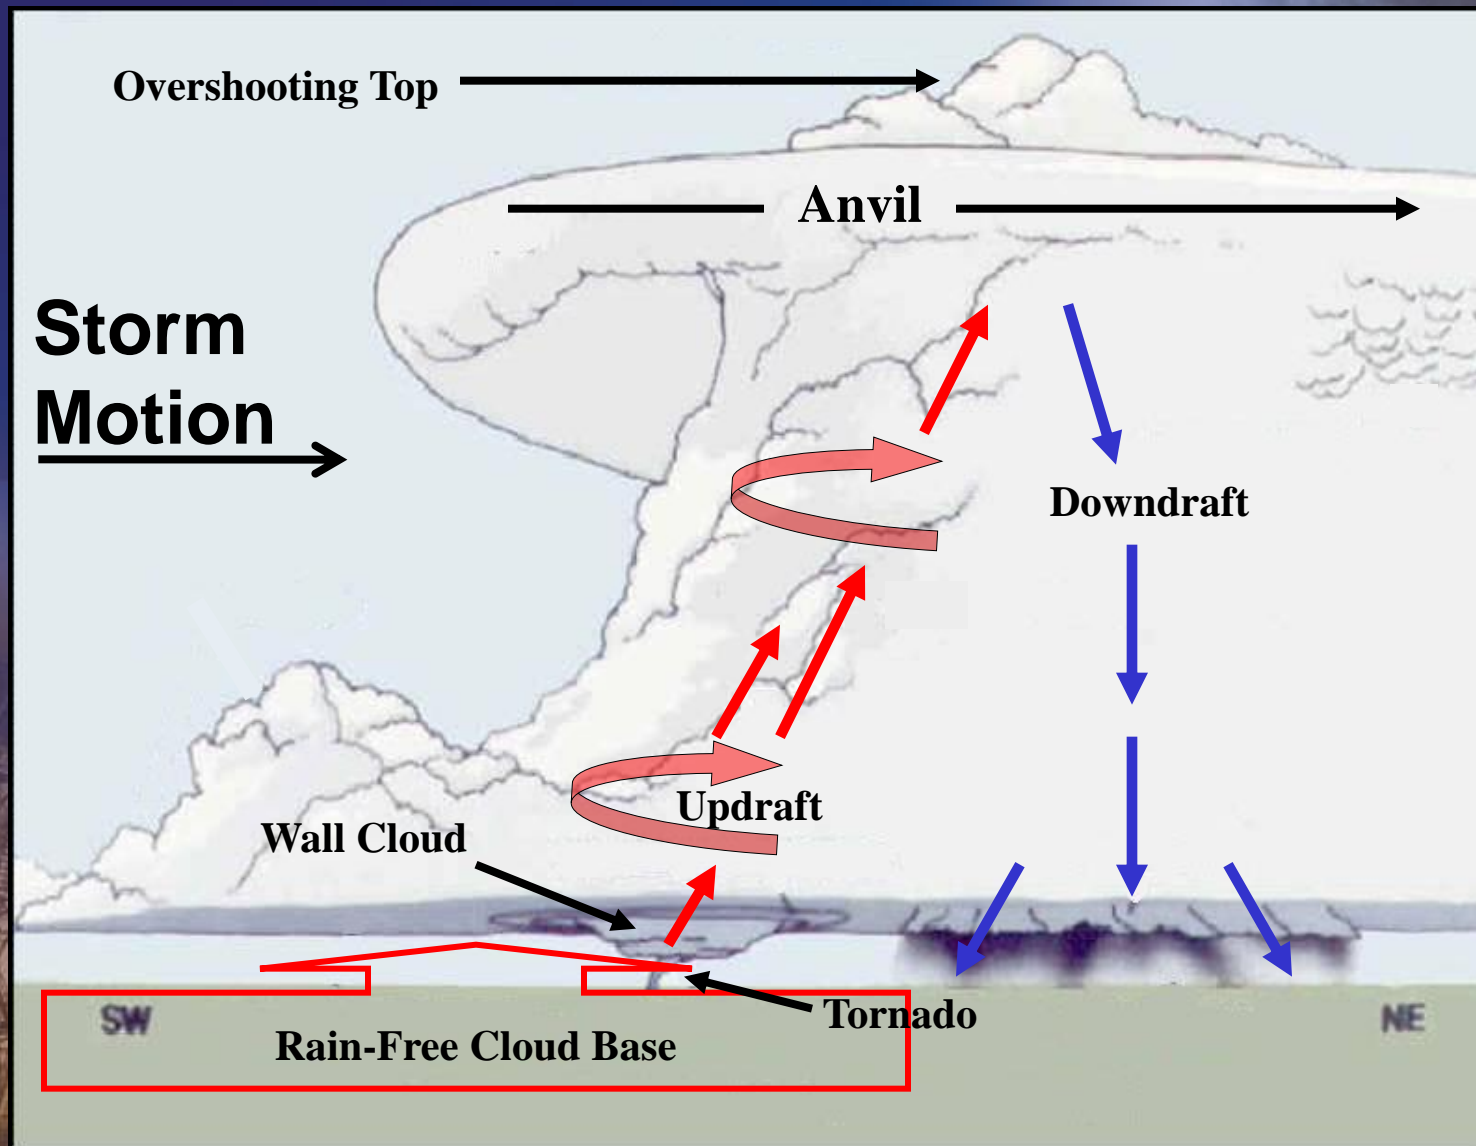 Overshooting Top
Anvil
Storm
Motion
Downdraft
Updraft
Wall Cloud
Tornado
SW
NE
Rain-Free Cloud Base